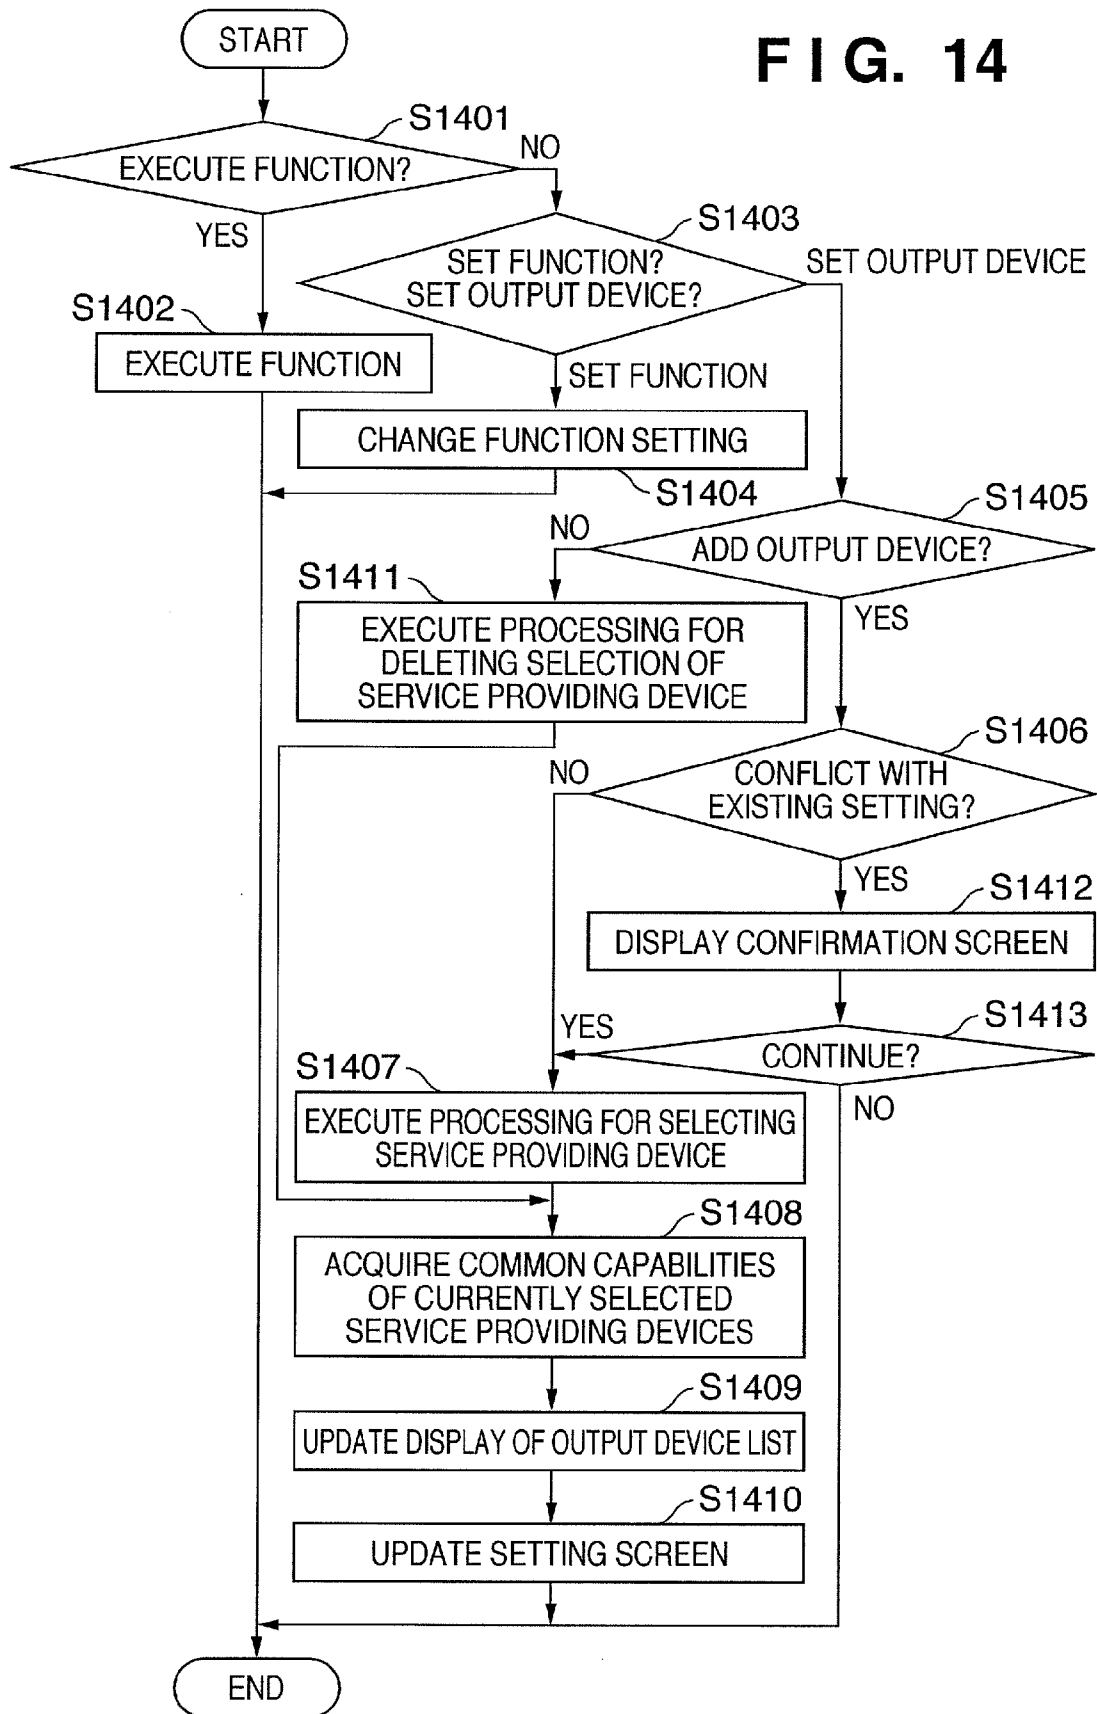 START
FIG. 14
S1401
EXECUTE FUNCTION?
NO
YES
S1403
SET FUNCTION?
SET OUTPUT DEVICE?
SET OUTPUT DEVICE
S1402
EXECUTE FUNCTION
SET FUNCTION
CHANGE FUNCTION SETTING
S1404
S1405
ADD OUTPUT DEVICE?
NO
YES
S1411
EXECUTE PROCESSING FOR
DELETING SELECTION OF
SERVICE PROVIDING DEVICE
S1406
CONFLICT WITH
EXISTING SETTING?
NO
YES
S1412
DISPLAY CONFIRMATION SCREEN
S1413
CONTINUE?
YES
NO
S1407
EXECUTE PROCESSING FOR SELECTING
SERVICE PROVIDING DEVICE
S1408
ACQUIRE COMMON CAPABILITIES
OF CURRENTLY SELECTED
SERVICE PROVIDING DEVICES
S1409
UPDATE DISPLAY OF OUTPUT DEVICE LIST
S1410
UPDATE SETTING SCREEN
END